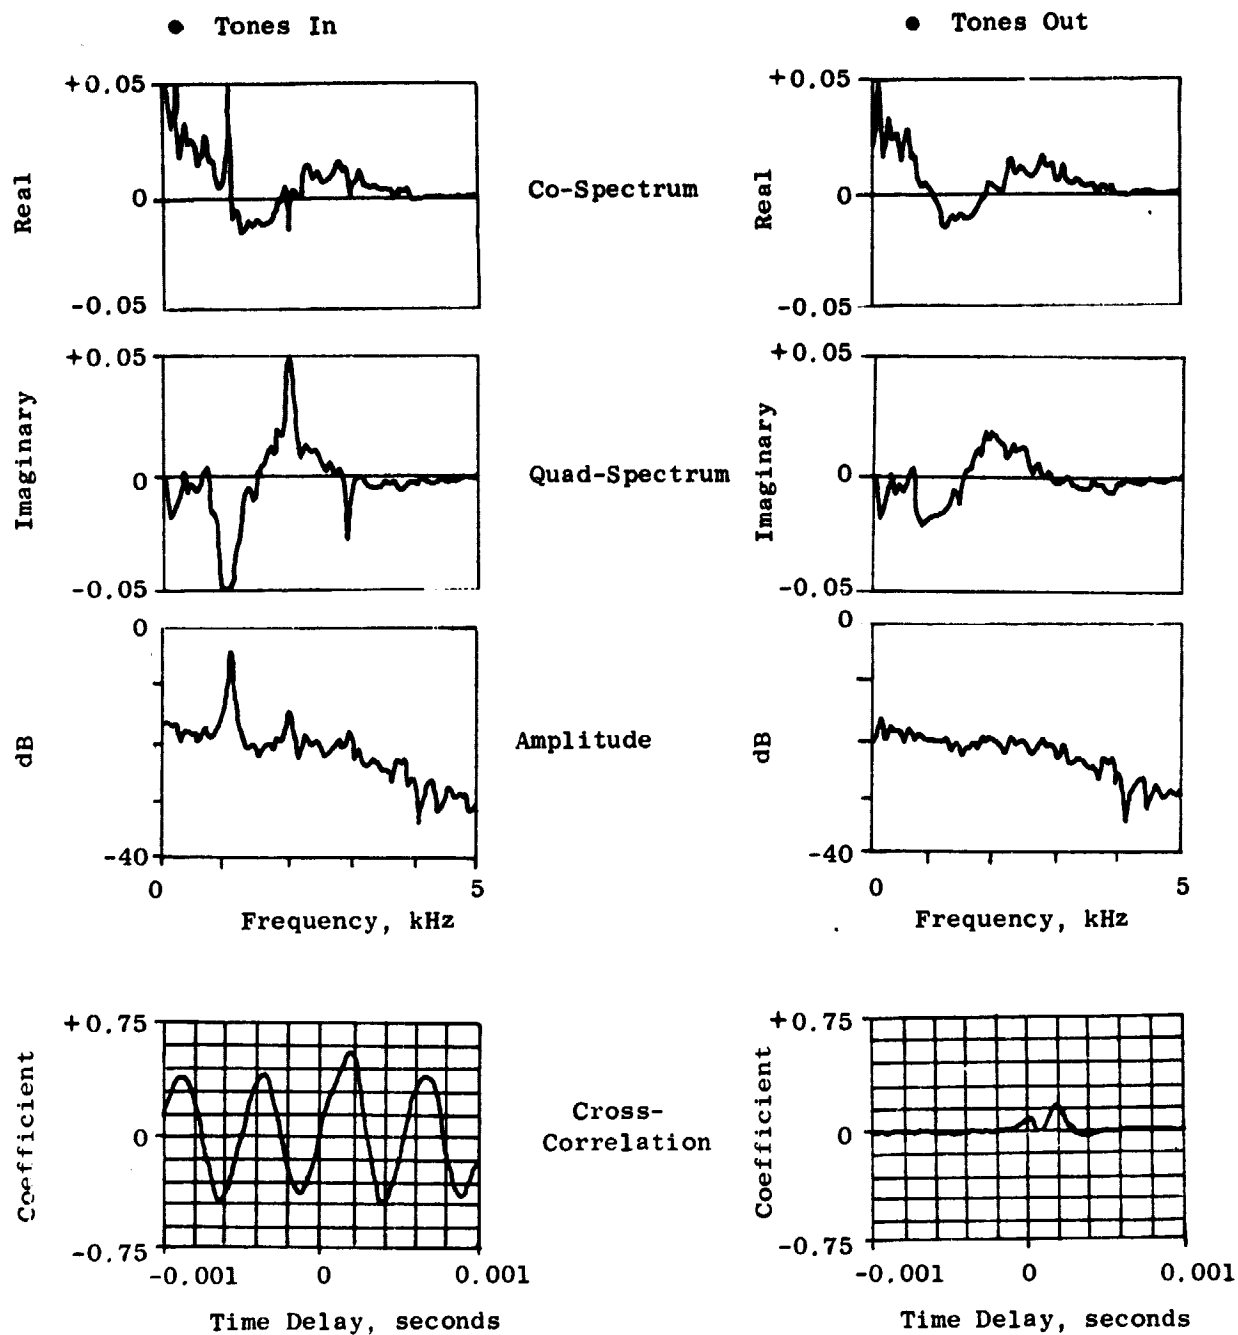 • Tones In
• Tones Out
+0.05
0
-0.05
Real
Co-Spectrum
+0.05
0
-0.05
Real
+0.05
0
-0.05
Imaginary
Quad-Spectrum
+0.05
0
-0.05
Imaginary
0
-40
dB
0
5
Frequency, kHz
Amplitude
0
-40
dB
0
5
Frequency, kHz
+0.75
0
-0.75
Coefficient
-0.001
0
0.001
Time Delay, seconds
Cross-
Correlation
+0.75
0
-0.75
Coefficient
-0.001
0
0.001
Time Delay, seconds